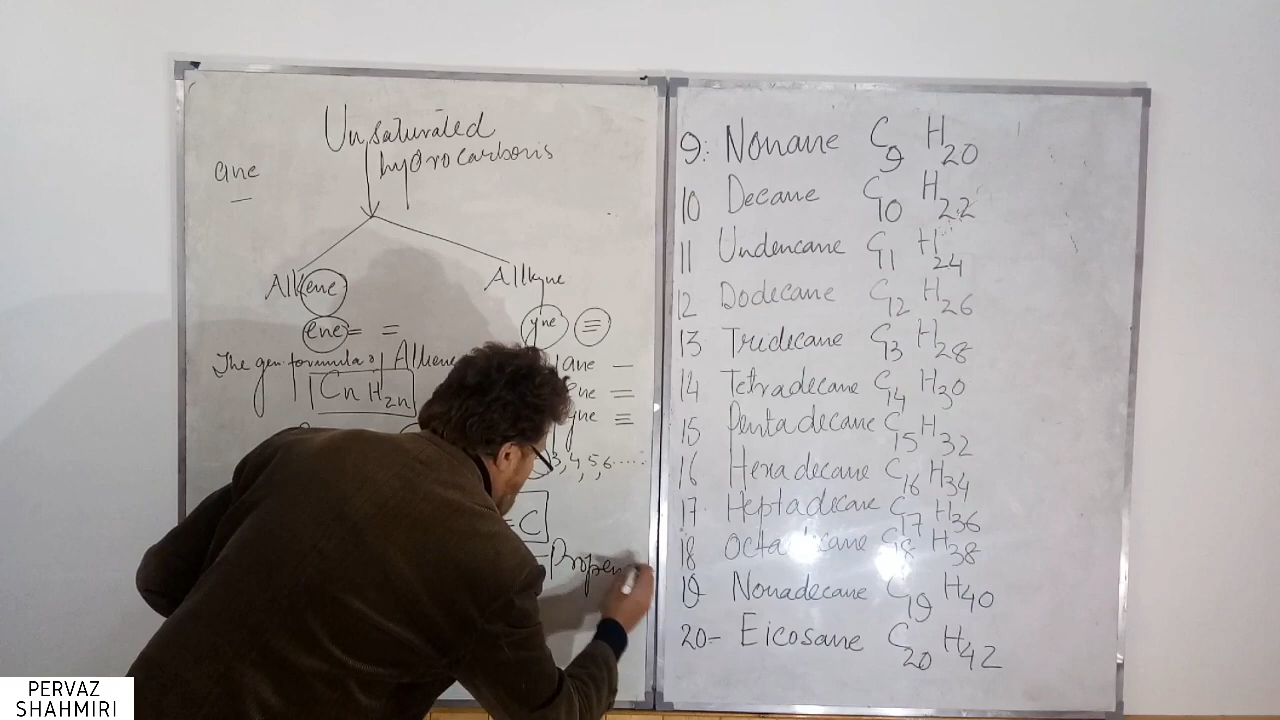 Unsaturated
hydrocarbons
ane
Alkene
Alkyne
ene = =
yne ≡
The gen formula of Alkene
CnH2n
ane –
ene =
yne ≡
3, 4, 5, 6 .....
= C
Propen
9: Nonane C9 H20
10 Decane C10 H22
11 Undencane C11 H24
12 Dodecane C12 H26
13 Tridecane C13 H28
14 Tetradecane C14 H30
15 Pentadecane C15 H32
16 Hexadecane C16 H34
17 Heptadecane C17 H36
18 Octadecane C18 H38
19 Nonadecane C19 H40
20- Eicosane C20 H42
PERVAZ
SHAHMIRI